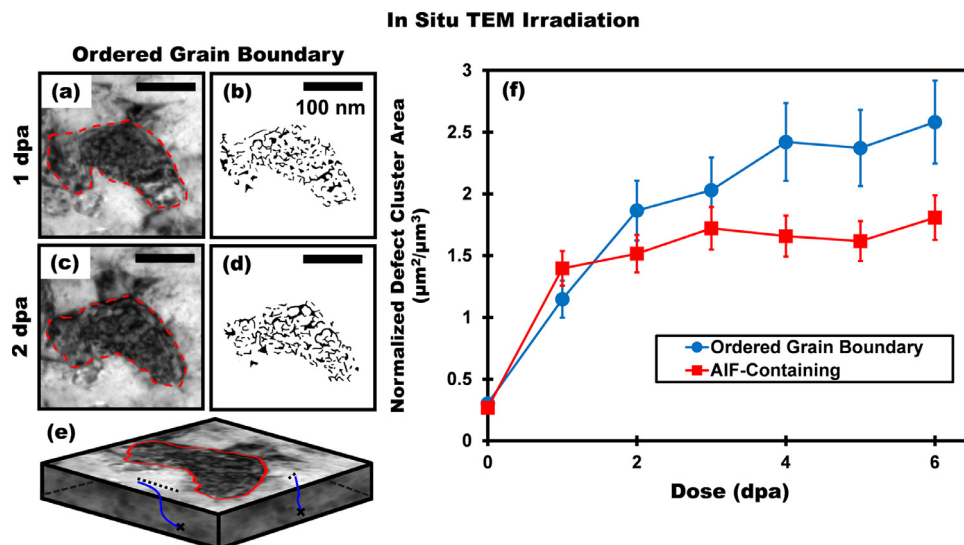 In Situ TEM Irradiation
Ordered Grain Boundary
(a)
(b)
100 nm
1 dpa
(c)
(d)
2 dpa
(e)
(f)
Normalized Defect Cluster Area
(μm²/μm³)
3
2.5
2
1.5
1
0.5
0
0
2
4
6
Dose (dpa)
Ordered Grain Boundary
AIF-Containing